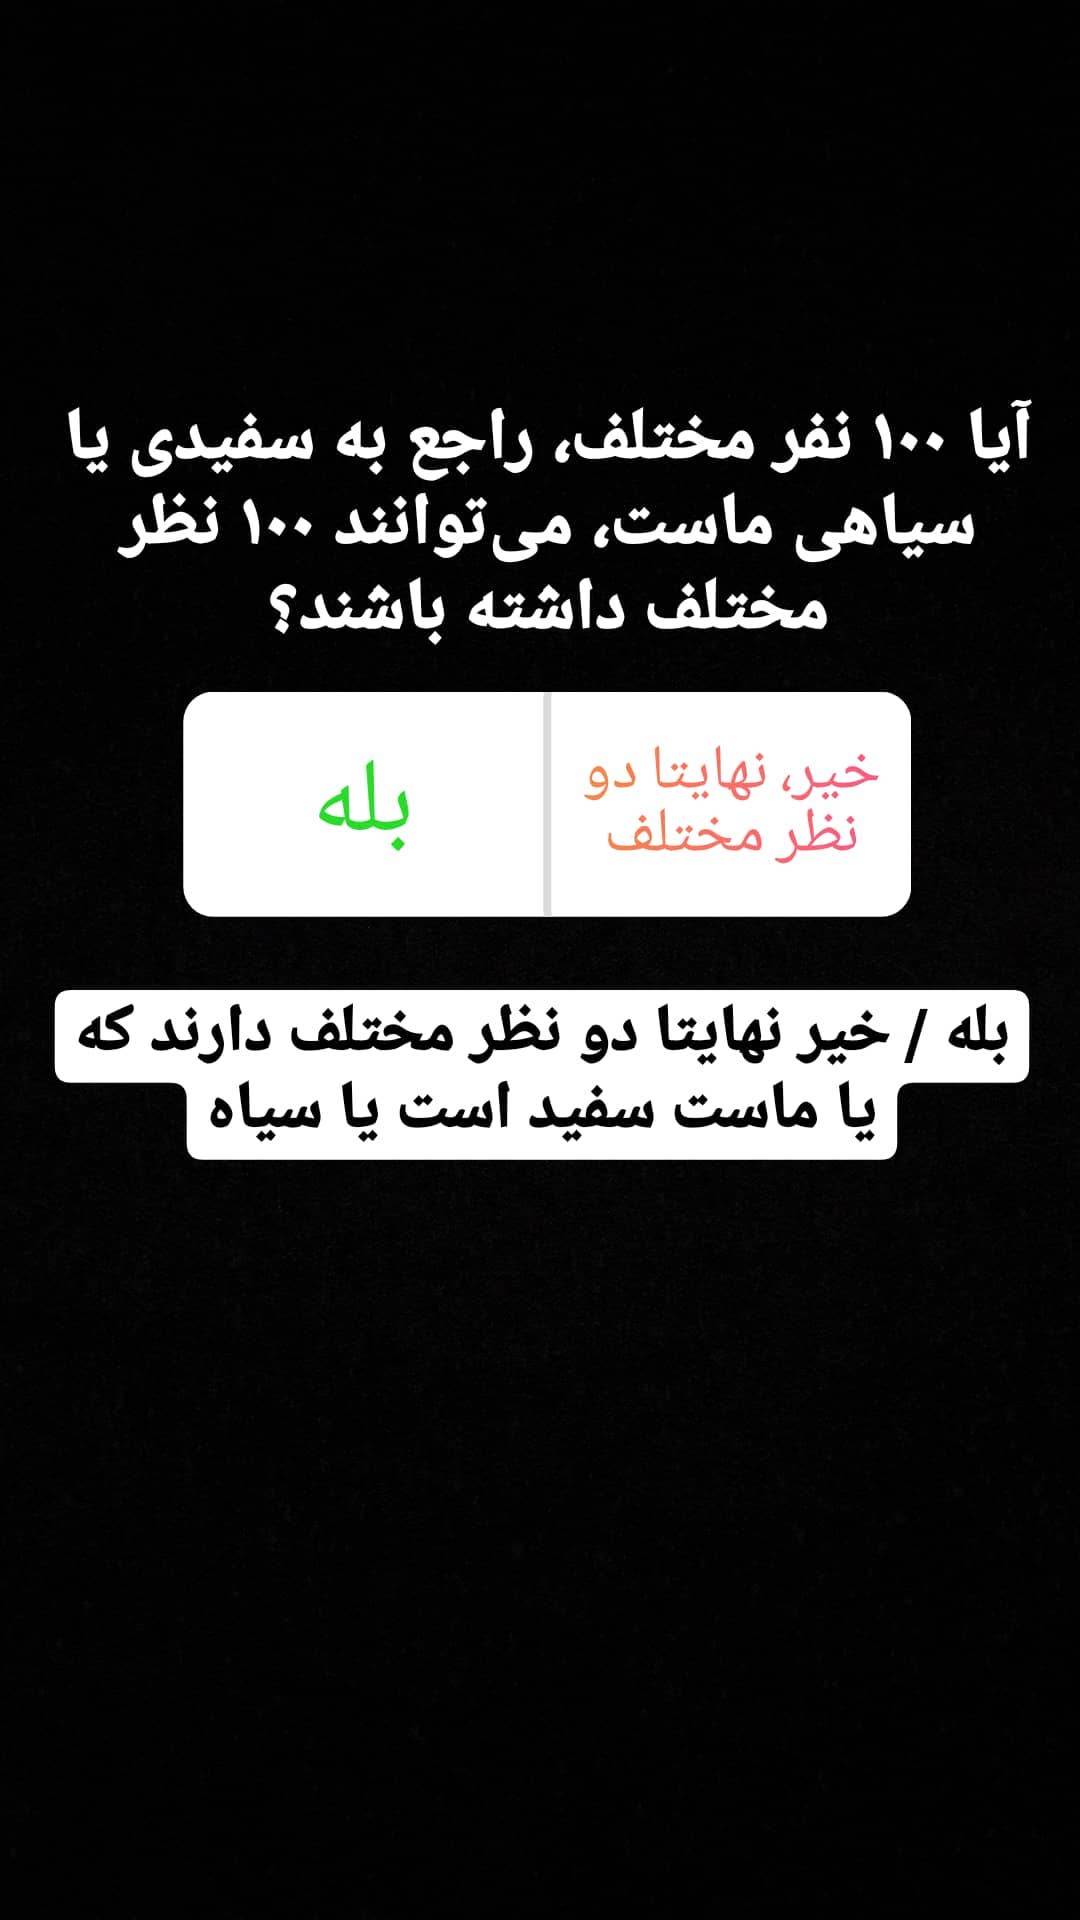 آیا ۱۰۰ نفر مختلف، راجع به سفیدی یا
سیاهی ماست، می‌توانند ۱۰۰ نظر
مختلف داشته باشند؟
خیر، نهایتا دو
نظر مختلف
بله
بله / خیر نهایتا دو نظر مختلف دارند که
یا ماست سفید است یا سیاه